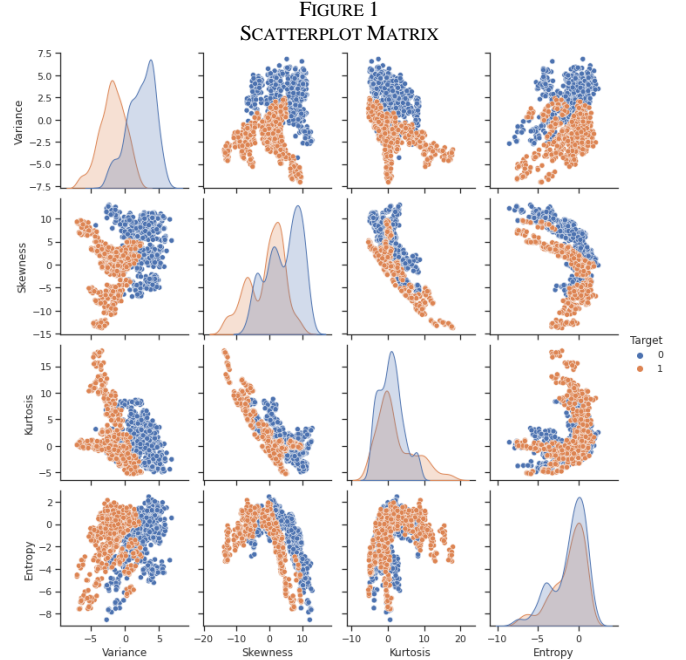 FIGURE 1
SCATTERPLOT MATRIX
7.5
5.0
2.5
0.0
−2.5
−5.0
−7.5
Variance
10
5
0
−5
−10
−15
Skewness
Target
0
1
15
10
5
0
−5
Kurtosis
2
0
−2
−4
−6
−8
Entropy
−5 0 5
−20 −10 0 10
−10 0 10 20
−10 −5 0
Variance Skewness Kurtosis Entropy